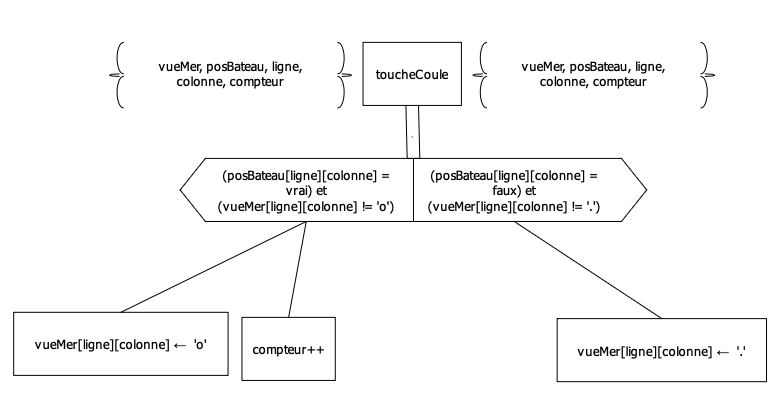 vueMer, posBateau, ligne,
colonne, compteur
toucheCoule
vueMer, posBateau, ligne,
colonne, compteur
(posBateau[ligne][colonne] =
vrai) et
(vueMer[ligne][colonne] != 'o')
(posBateau[ligne][colonne] =
faux) et
(vueMer[ligne][colonne] != '.')
vueMer[ligne][colonne] ← 'o'
compteur++
vueMer[ligne][colonne] ← '.'